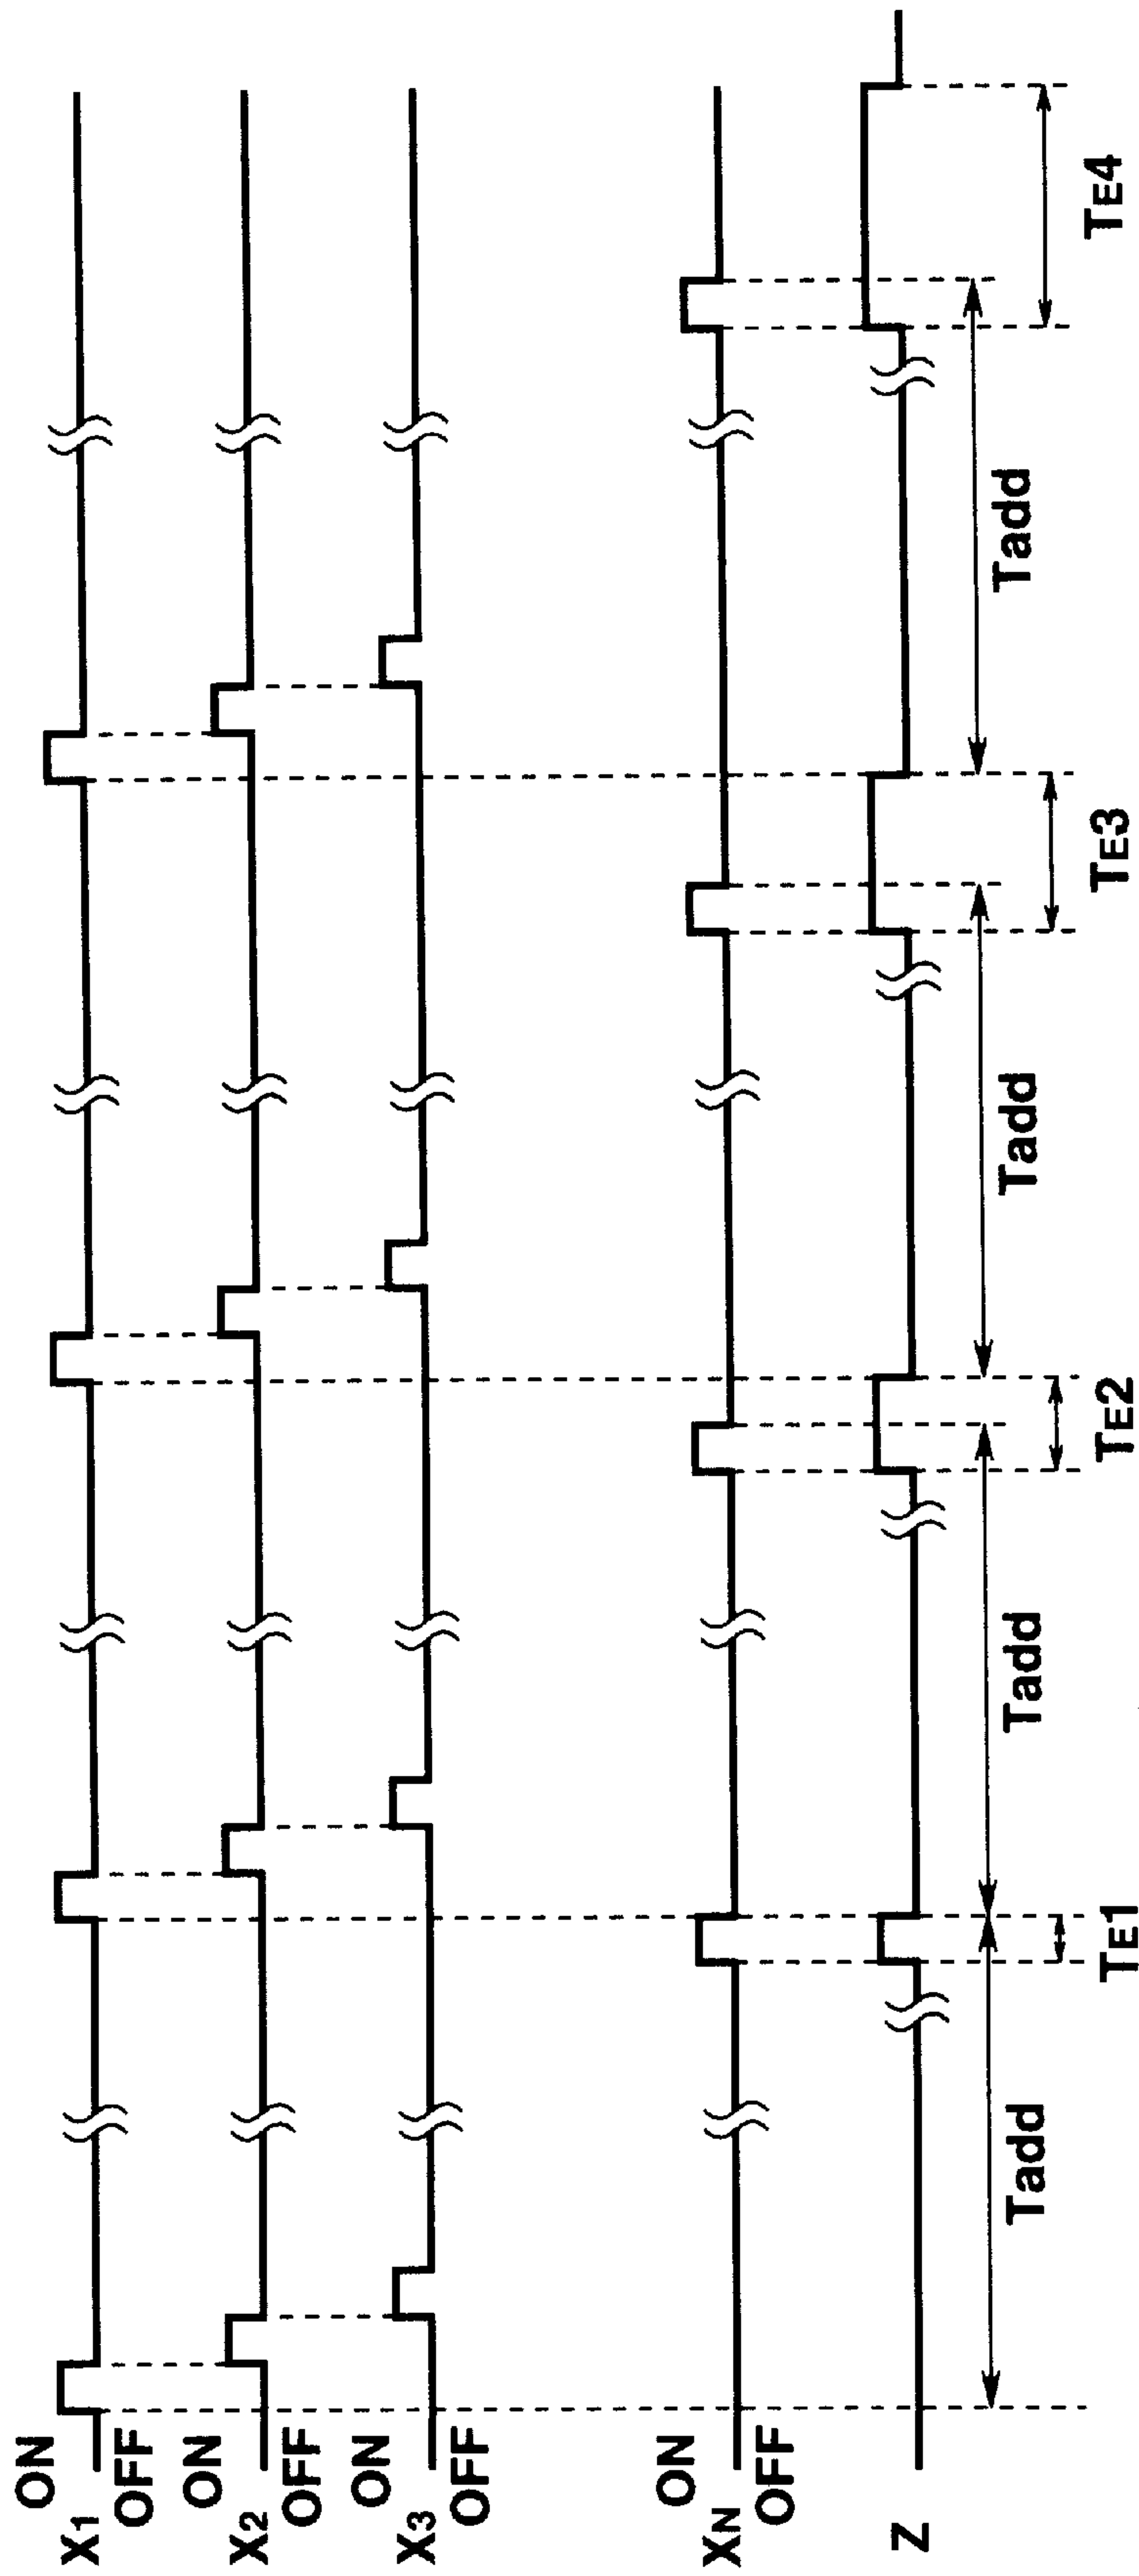 X1 ON
OFF
X2 ON
OFF
X3 ON
OFF
XN ON
OFF
Z
Tadd Tadd Tadd Tadd
TE1 TE2 TE3 TE4